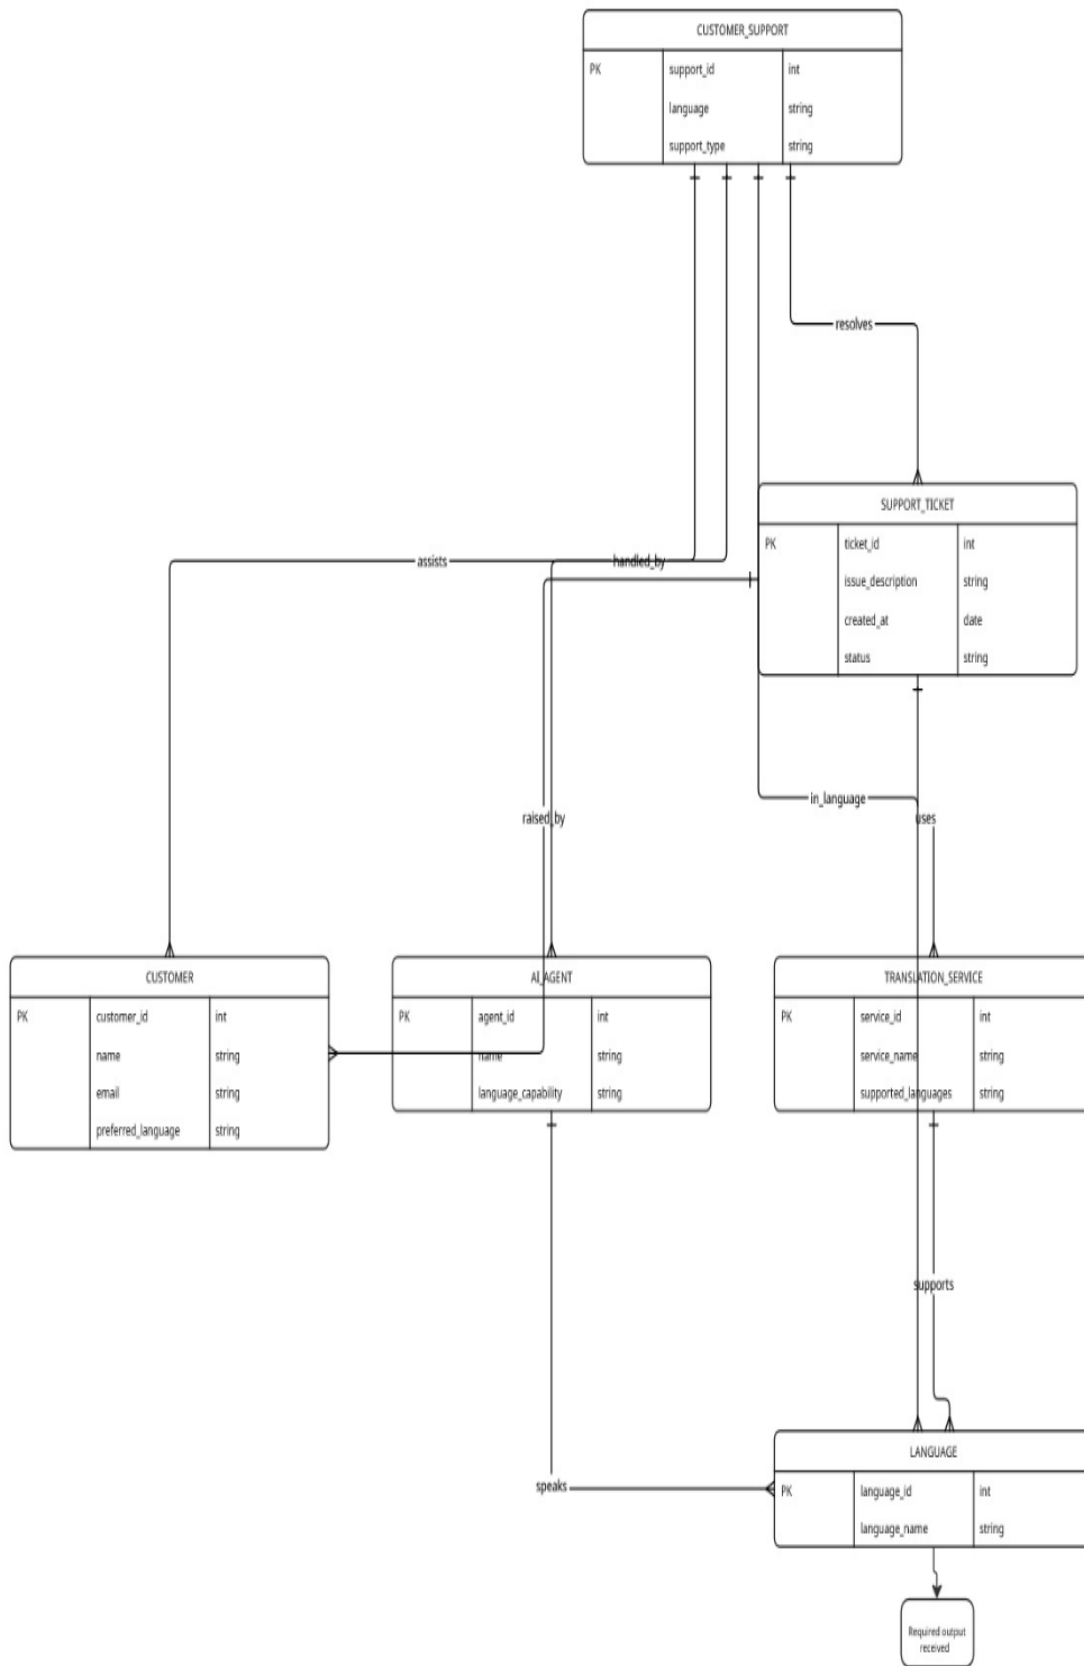 CUSTOMER_SUPPORT
PK support_id int
language string
support_type string
resolves
SUPPORT_TICKET
PK ticket_id int
issue_description string
created_at date
status string
assists
handled_by
in_language
raised_by
uses
CUSTOMER
PK customer_id int
name string
email string
preferred_language string
AI_AGENT
PK agent_id int
name string
language_capability string
TRANSLATION_SERVICE
PK service_id int
service_name string
supported_languages string
supports
speaks
LANGUAGE
PK language_id int
language_name string
Required output
received